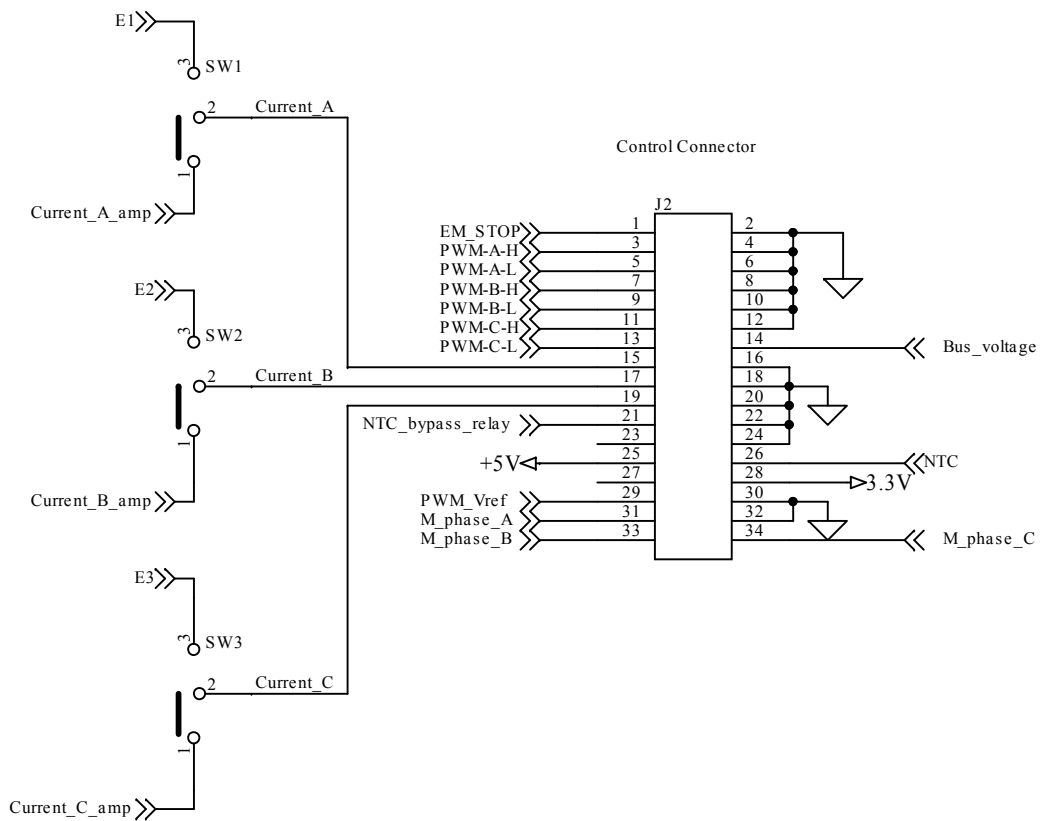 E1
3
SW1
2
Current_A
1
Current_A_amp
E2
3
SW2
2
Current_B
1
Current_B_amp
E3
3
SW3
2
Current_C
1
Current_C_amp
Control Connector
J2
EM_STOP 1 2
PWM-A-H 3 4
PWM-A-L 5 6
PWM-B-H 7 8
PWM-B-L 9 10
PWM-C-H 11 12
PWM-C-L 13 14 Bus_voltage
15 16
17 18
19 20
NTC_bypass_relay 21 22
23 24
+5V 25 26 NTC
27 28 3.3V
PWM_Vref 29 30
M_phase_A 31 32
M_phase_B 33 34 M_phase_C